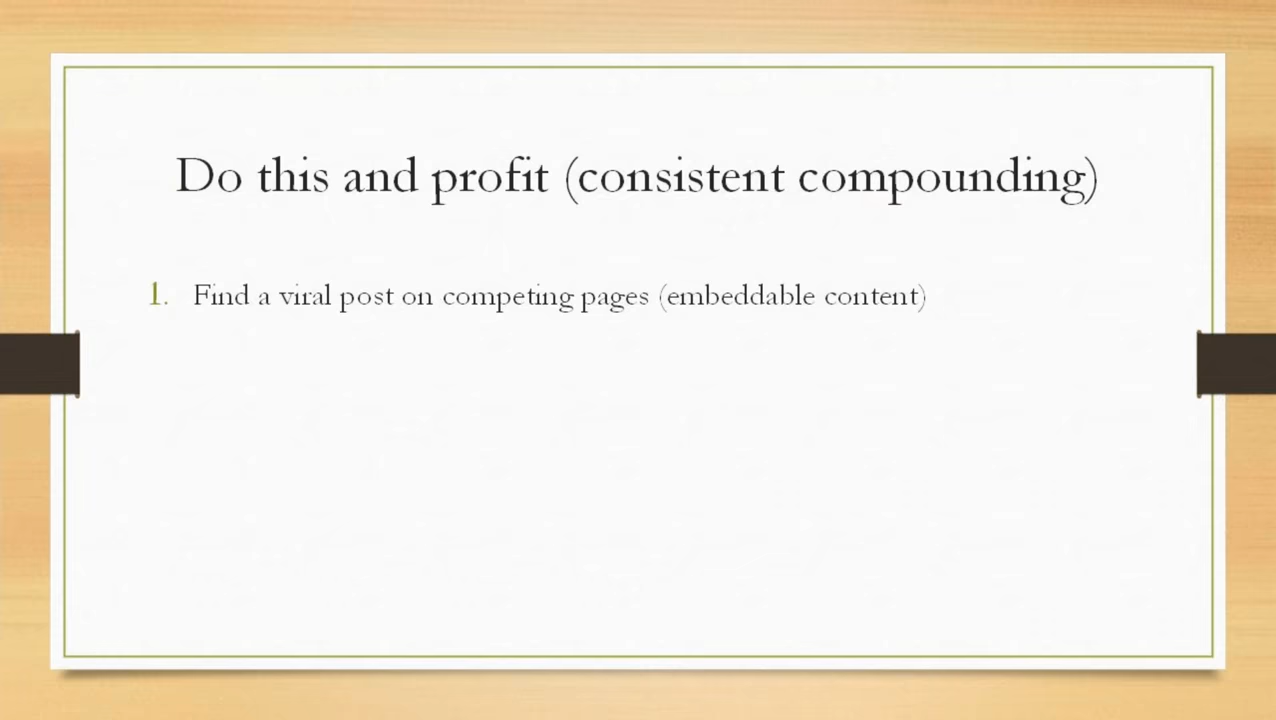 Do this and profit (consistent compounding)
1. Find a viral post on competing pages (embeddable content)